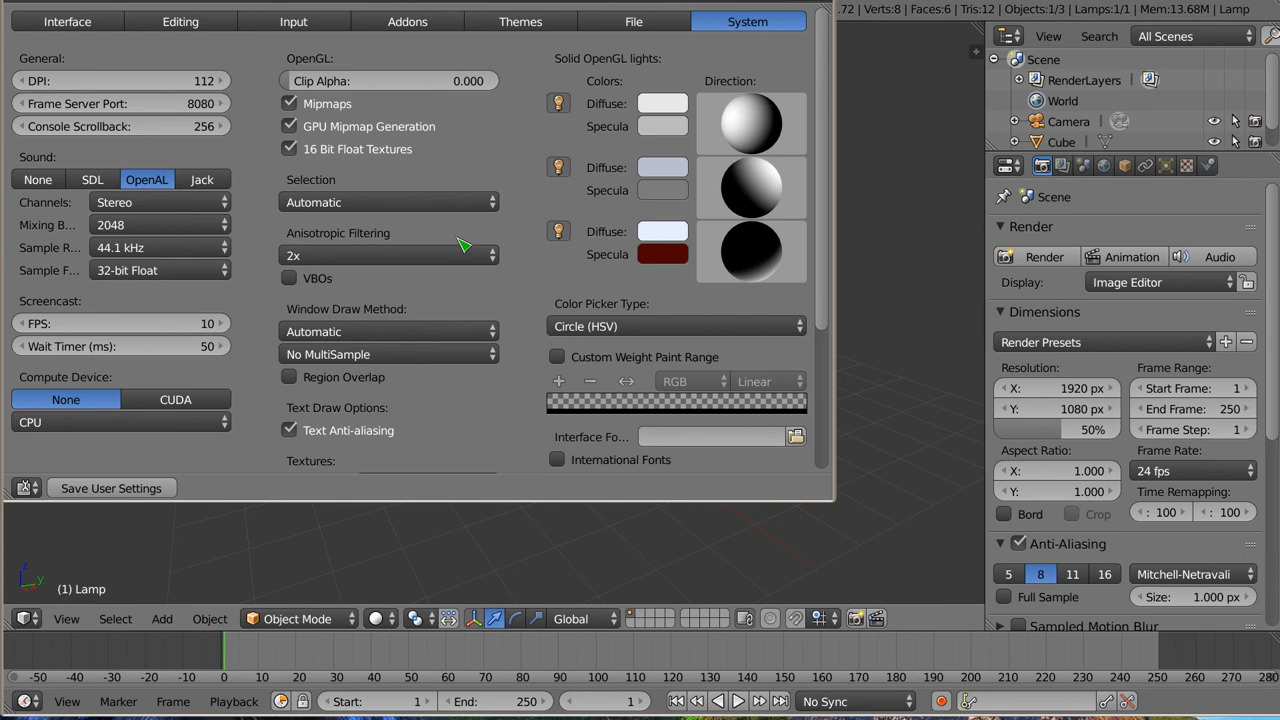 .72 | Verts:8 | Faces:6 | Tris:12 | Objects:1/3 | Lamps:1/1 | Mem:13.68M | Lamp
Interface Editing Input Addons Themes File System
General:
DPI: 112
Frame Server Port: 8080
Console Scrollback: 256
Sound:
None SDL OpenAL Jack
Channels: Stereo
Mixing B... 2048
Sample R... 44.1 kHz
Sample F... 32-bit Float
Screencast:
FPS: 10
Wait Timer (ms): 50
Compute Device:
None CUDA
CPU
OpenGL:
Clip Alpha: 0.000
Mipmaps
GPU Mipmap Generation
16 Bit Float Textures
Selection
Automatic
Anisotropic Filtering
2x
VBOs
Window Draw Method:
Automatic
No MultiSample
Region Overlap
Text Draw Options:
Text Anti-aliasing
Textures:
Solid OpenGL lights:
Colors: Direction:
Diffuse:
Specula
Diffuse:
Specula
Diffuse:
Specula
Color Picker Type:
Circle (HSV)
Custom Weight Paint Range
RGB Linear
Interface Fo...
International Fonts
Save User Settings
View Search All Scenes
Scene
RenderLayers
World
Camera
Cube
Scene
Render
Render Animation Audio
Display: Image Editor
Dimensions
Render Presets
Resolution: Frame Range:
X: 1920 px Start Frame: 1
Y: 1080 px End Frame: 250
50% Frame Step: 1
Aspect Ratio: Frame Rate:
X: 1.000 24 fps
Y: 1.000 Time Remapping:
Bord Crop : 100 : 100
Anti-Aliasing
5 8 11 16 Mitchell-Netravali
Full Sample Size: 1.000 px
Sampled Motion Blur
z
y
(1) Lamp
View Select Add Object Object Mode Global
-50 -40 -30 -20 -10 0 10 20 30 40 50 60 70 80 90 100 110 120 130 140 150 160 170 180 190 200 210 220 230 240 250 260 270 280
View Marker Frame Playback Start: 1 End: 250 1 No Sync